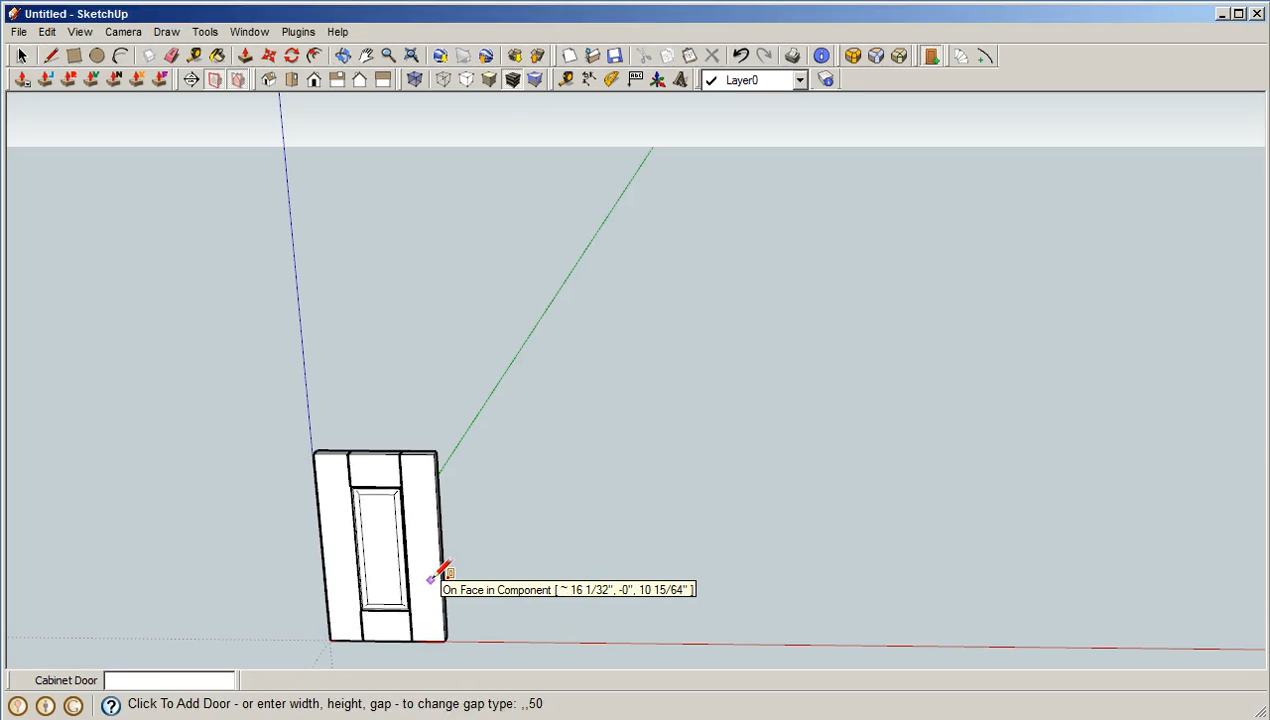 Untitled - SketchUp
File Edit View Camera Draw Tools Window Plugins Help
ABC
Layer0
On Face in Component [ ~ 16 1/32", -0", 10 15/64" ]
Cabinet Door
Click To Add Door - or enter width, height, gap - to change gap type: ,,50